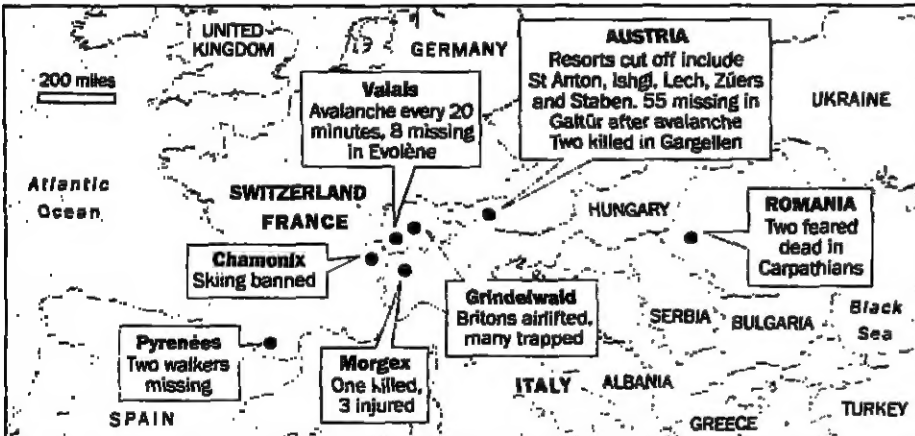 UNITED
KINGDOM
GERMANY
200 miles
Valais
Avalanche every 20
minutes, 8 missing
in Evolène
AUSTRIA
Resorts cut off include
St Anton, Ishgl, Lech, Zűers
and Staben. 55 missing in
Galtűr after avalanche
Two killed in Gargellen
UKRAINE
Atlantic
Ocean
SWITZERLAND
FRANCE
HUNGARY
ROMANIA
Two feared
dead in
Carpathians
Chamonix
Skiing banned
Grindelwald
Britons airlifted,
many trapped
SERBIA
BULGARIA
Black
Sea
Pyrenées
Two walkers
missing
Morgex
One killed,
3 injured
ITALY
ALBANIA
SPAIN
GREECE
TURKEY